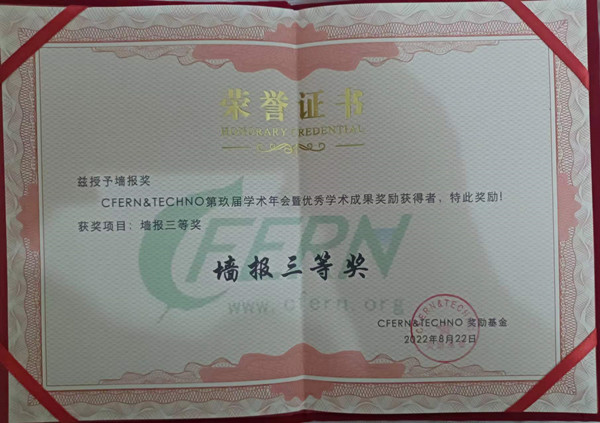 荣誉证书
HONORARY CREDENTIAL
兹授予墙报奖
CFERN&TECHNO第玖届学术年会暨优秀学术成果奖励获得者，特此奖励!
获奖项目：墙报三等奖
CFERN
墙报三等奖
www.cfern.org
CFERN&TECHNO
CFERN&TECHNO 奖励基金
2022年8月22日